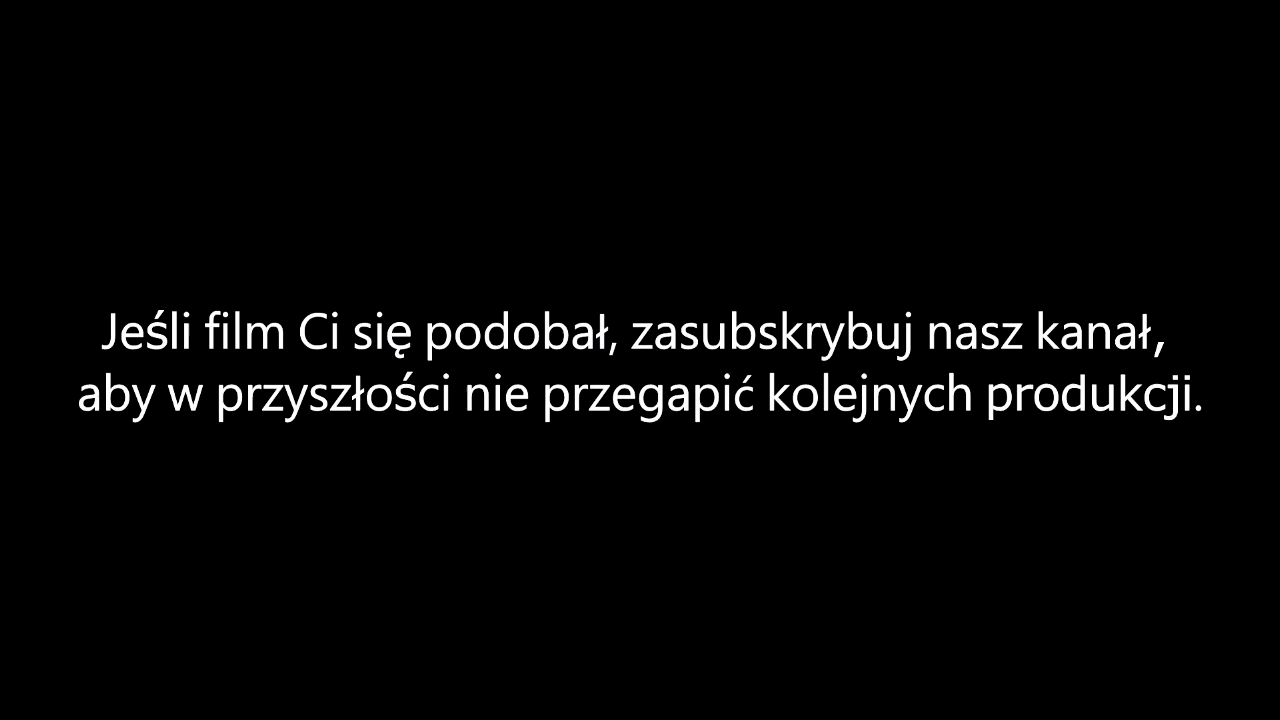 Jeśli film Ci się podobał, zasubskrybuj nasz kanał,
aby w przyszłości nie przegapić kolejnych produkcji.